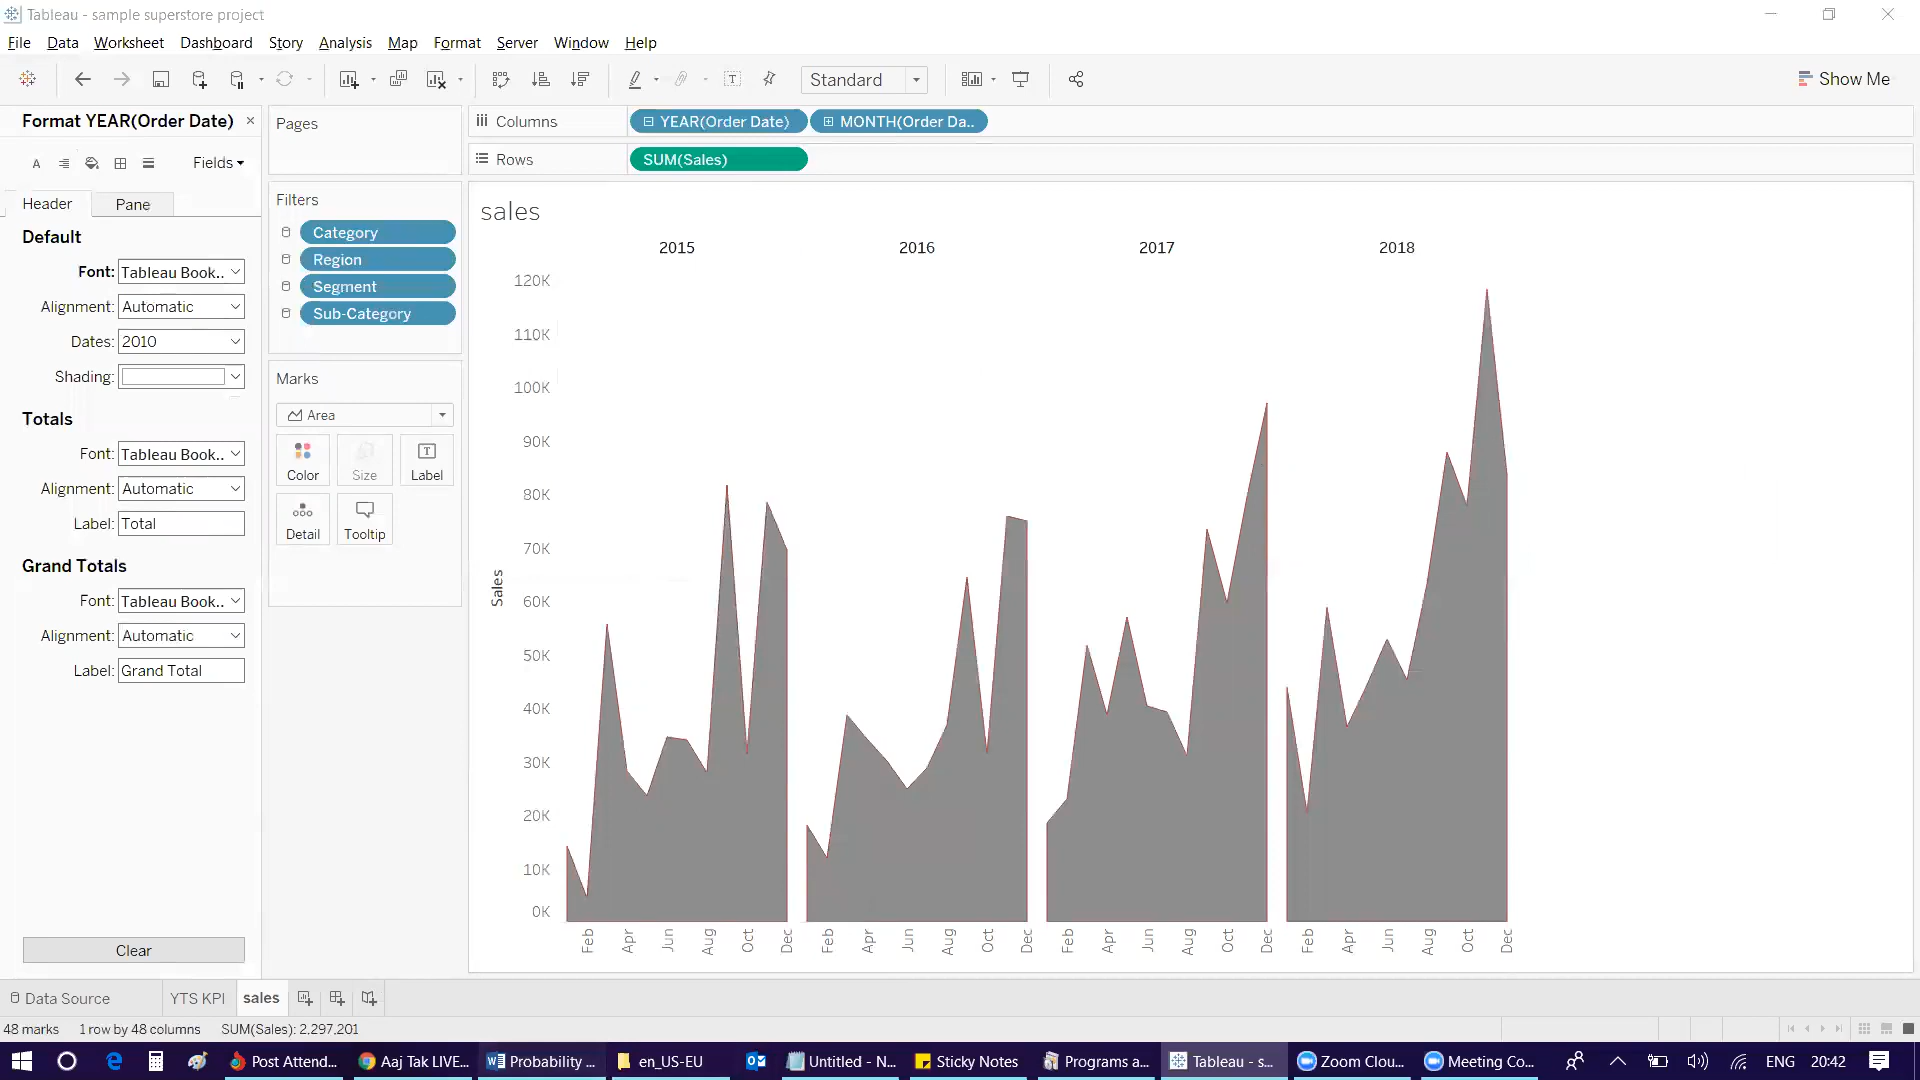 Tableau - sample superstore project
File Data Worksheet Dashboard Story Analysis Map Format Server Window Help
Standard
Show Me
Format YEAR(Order Date) ×
Fields
Header Pane
Default
Font: Tableau Book..
Alignment: Automatic
Dates: 2010
Shading:
Totals
Font: Tableau Book..
Alignment: Automatic
Label: Total
Grand Totals
Font: Tableau Book..
Alignment: Automatic
Label: Grand Total
Clear
Pages
Filters
Category
Region
Segment
Sub-Category
Marks
Area
Color Size Label
Detail Tooltip
Columns YEAR(Order Date) MONTH(Order Da..
Rows SUM(Sales)
sales
2015 2016 2017 2018
120K
110K
100K
90K
80K
70K
60K
50K
40K
30K
20K
10K
0K
Sales
Feb Apr Jun Aug Oct Dec Feb Apr Jun Aug Oct Dec Feb Apr Jun Aug Oct Dec Feb Apr Jun Aug Oct Dec
Data Source YTS KPI sales
48 marks 1 row by 48 columns SUM(Sales): 2,297,201
Post Attend... Aaj Tak LIVE... Probability ... en_US-EU Untitled - N... Sticky Notes Programs a... Tableau - s... Zoom Clou... Meeting Co... ENG 20:42